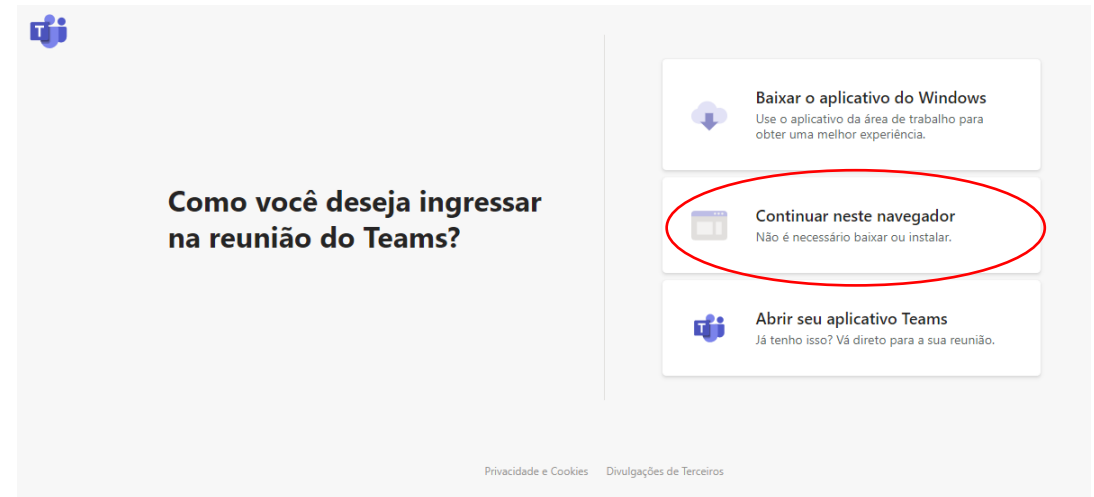 Como você deseja ingressar
na reunião do Teams?
Baixar o aplicativo do Windows
Use o aplicativo da área de trabalho para
obter uma melhor experiência.
Continuar neste navegador
Não é necessário baixar ou instalar.
Abrir seu aplicativo Teams
Já tenho isso? Vá direto para a sua reunião.
Privacidade e Cookies Divulgações de Terceiros